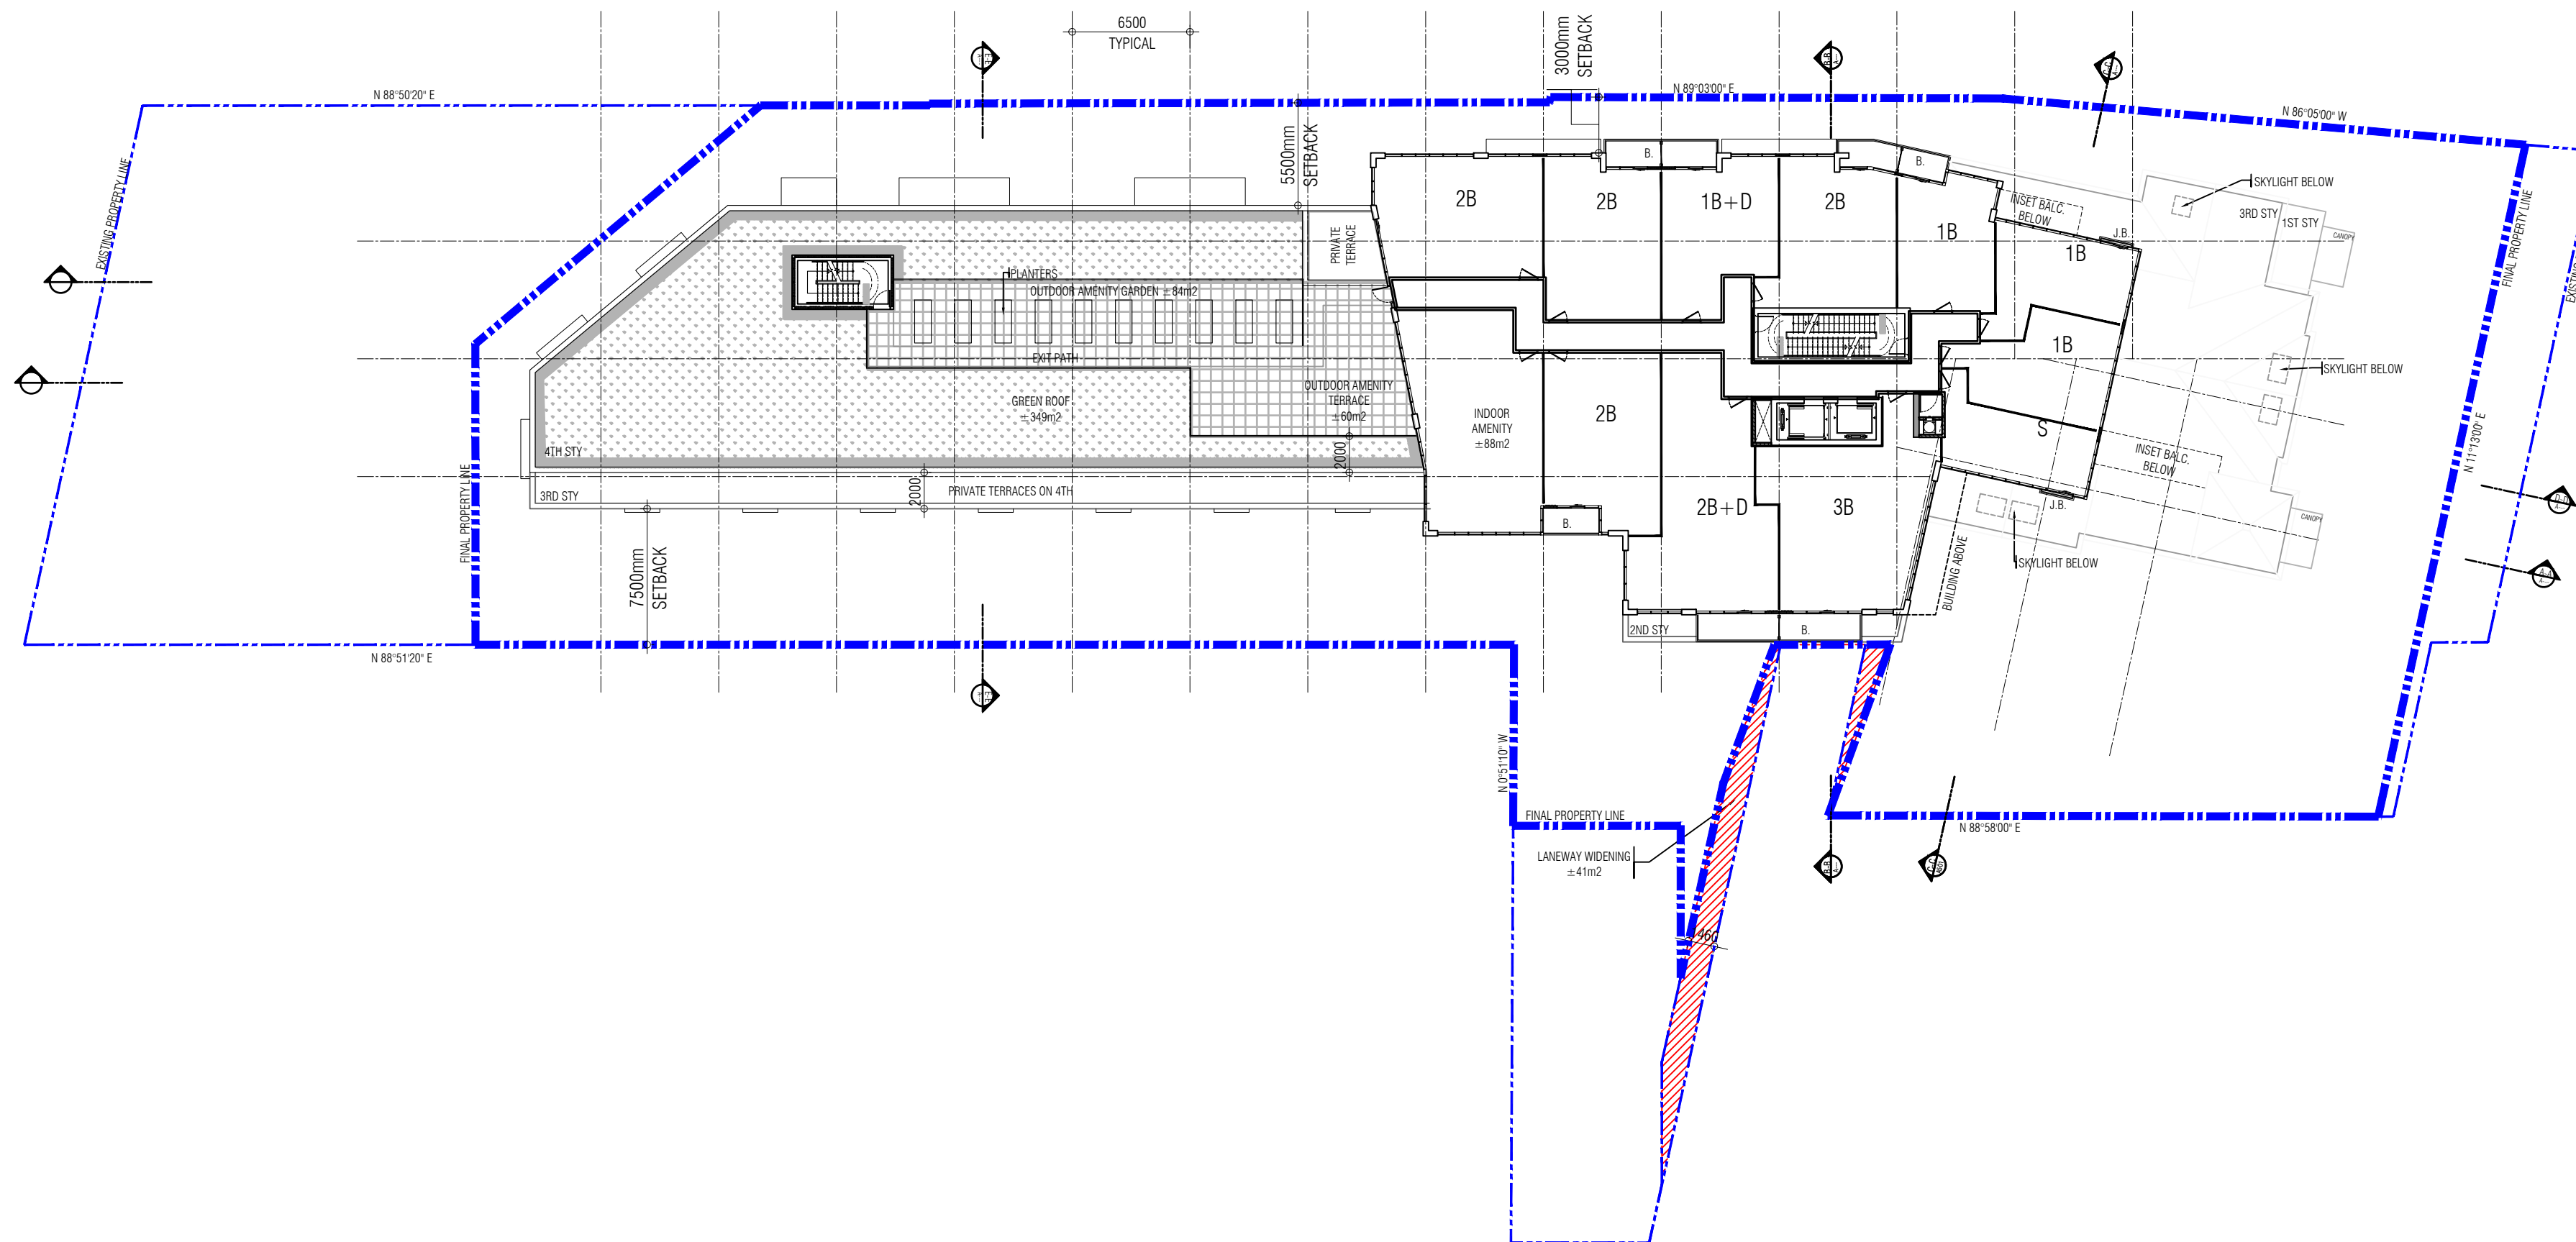 6500
TYPICAL
3000mm
SETBACK
N 88°50'20" E
N 89°03'00" E
N 86°05'00" W
EXISTING PROPERTY LINE
5500mm
SETBACK
B.
B.
2B
2B
1B+D
2B
1B
1B
INSET BALC.
BELOW
J.B.
SKYLIGHT BELOW
3RD STY
1ST STY
CANOPY
FINAL PROPERTY LINE
PRIVATE
TERRACE
PLANTERS
OUTDOOR AMENITY GARDEN ±84m2
EXIT PATH
GREEN ROOF
±349m2
OUTDOOR AMENITY
TERRACE
±60m2
INDOOR
AMENITY
±88m2
2B
1B
S
SKYLIGHT BELOW
INSET BALC.
BELOW
J.B.
4TH STY
2000
2000
3RD STY
PRIVATE TERRACES ON 4TH
FINAL PROPERTY LINE
N 11°13'00" E
B.
2B+D
3B
CANOPY
SKYLIGHT BELOW
BUILDING ABOVE
7500mm
SETBACK
2ND STY
B.
N 88°51'20" E
N 0°51'10" W
FINAL PROPERTY LINE
N 88°58'00" E
LANEWAY WIDENING
±41m2
B-B
C-C